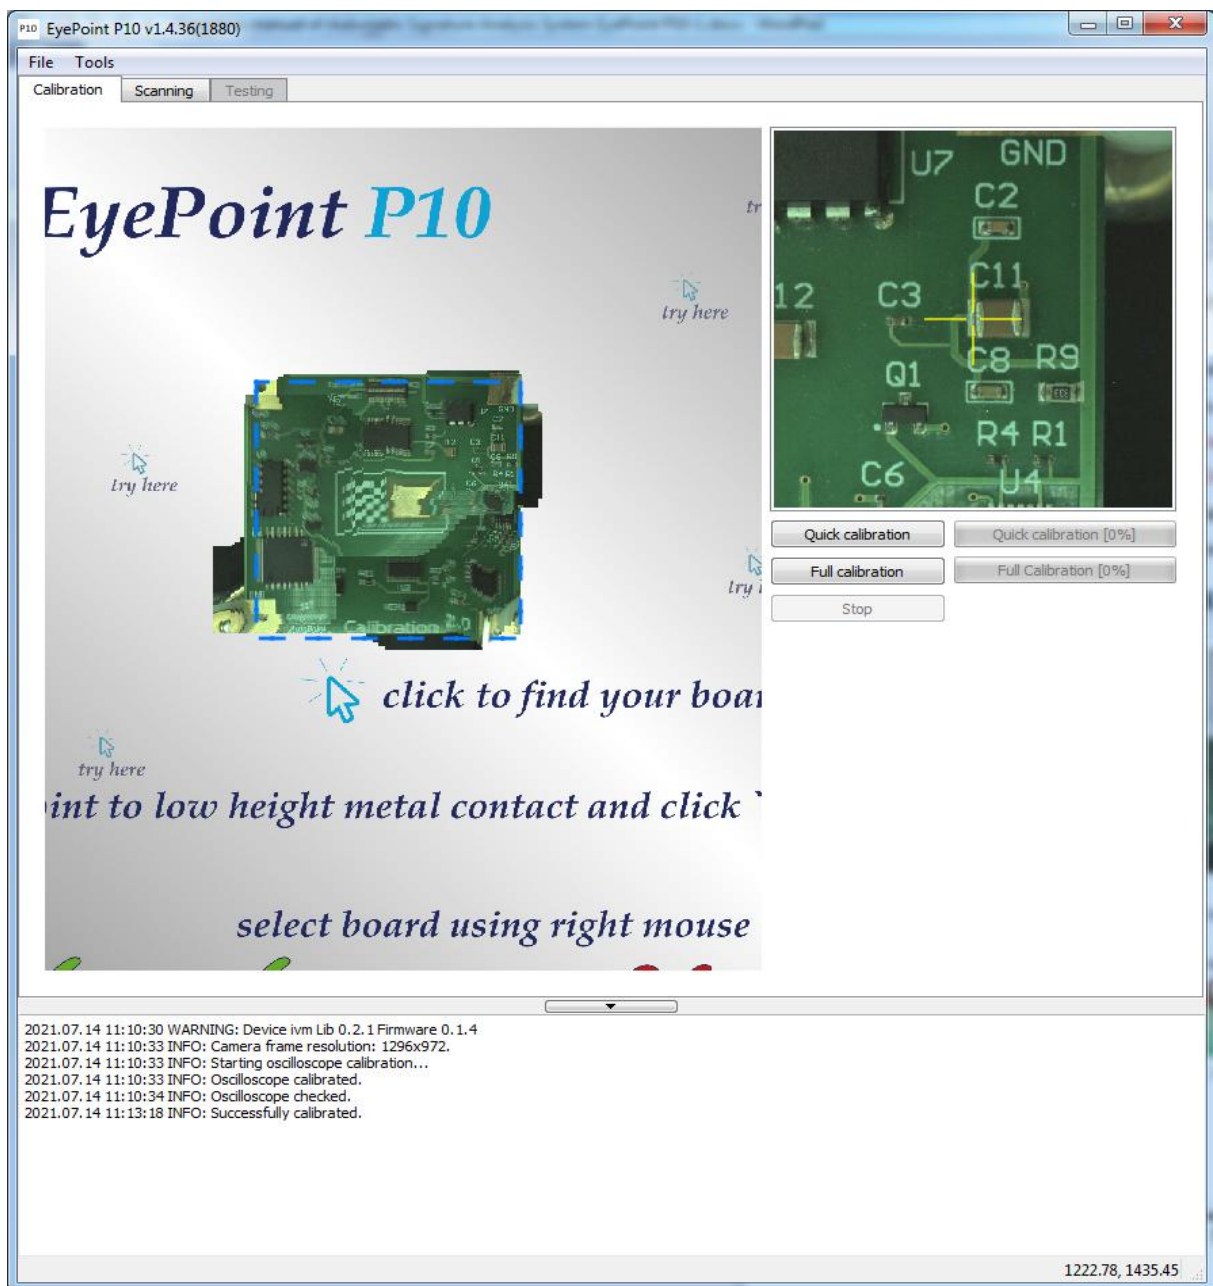 P10 EyePoint P10 v1.4.36(1880)
File Tools
Calibration Scanning Testing
EyePoint P10
tr
try here
try here
try
try here
click to find your boar
int to low height metal contact and click `
select board using right mouse
Calibration
U7 GND
C2
C11
12 C3
C8 R9
Q1
R4 R1
C6 U4
Quick calibration Quick calibration [0%]
Full calibration Full Calibration [0%]
Stop
2021.07.14 11:10:30 WARNING: Device ivm Lib 0.2.1 Firmware 0.1.4
2021.07.14 11:10:33 INFO: Camera frame resolution: 1296x972.
2021.07.14 11:10:33 INFO: Starting oscilloscope calibration...
2021.07.14 11:10:33 INFO: Oscilloscope calibrated.
2021.07.14 11:10:34 INFO: Oscilloscope checked.
2021.07.14 11:13:18 INFO: Successfully calibrated.
1222.78, 1435.45